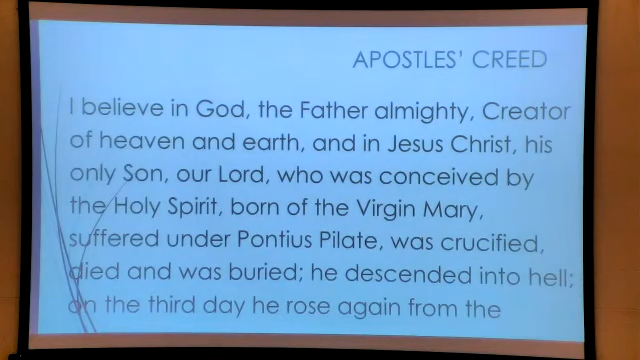 APOSTLES' CREED
I believe in God, the Father almighty, Creator
of heaven and earth, and in Jesus Christ, his
only Son, our Lord, who was conceived by
the Holy Spirit, born of the Virgin Mary,
suffered under Pontius Pilate, was crucified,
died and was buried; he descended into hell;
on the third day he rose again from the